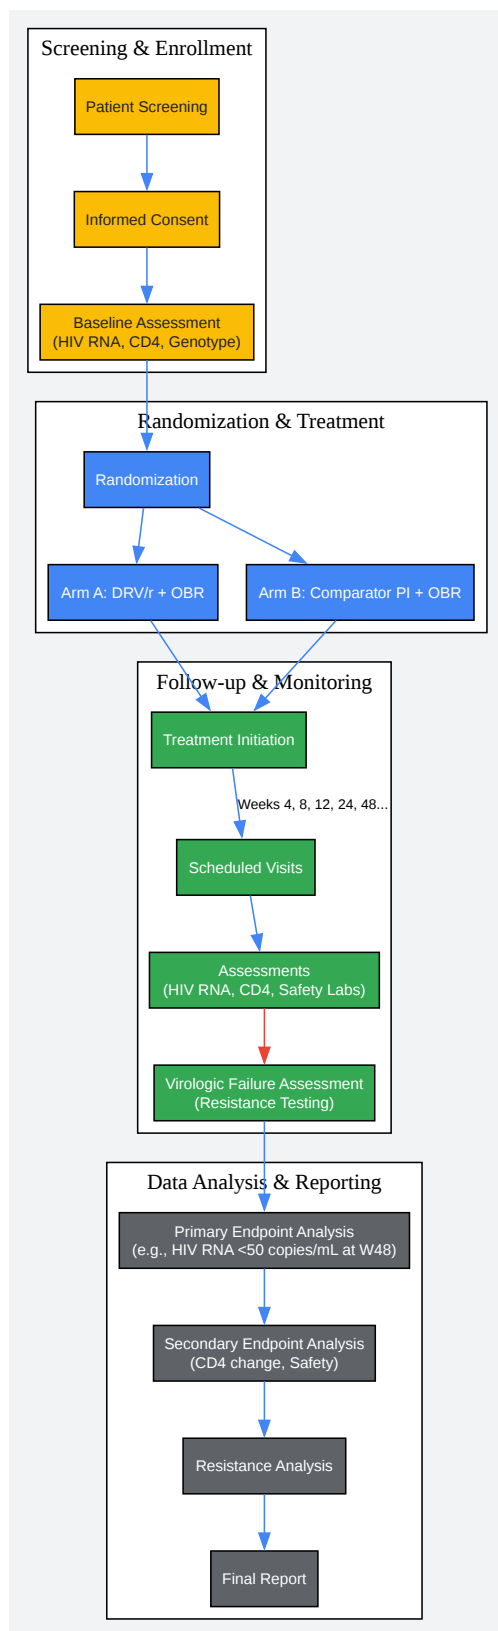 Screening & Enrollment
Patient Screening
Informed Consent
Baseline Assessment
(HIV RNA, CD4, Genotype)
Randomization & Treatment
Randomization
Arm A: DRV/r + OBR
Arm B: Comparator PI + OBR
Follow-up & Monitoring
Treatment Initiation
Weeks 4, 8, 12, 24, 48...
Scheduled Visits
Assessments
(HIV RNA, CD4, Safety Labs)
Virologic Failure Assessment
(Resistance Testing)
Data Analysis & Reporting
Primary Endpoint Analysis
(e.g., HIV RNA <50 copies/mL at W48)
Secondary Endpoint Analysis
(CD4 change, Safety)
Resistance Analysis
Final Report